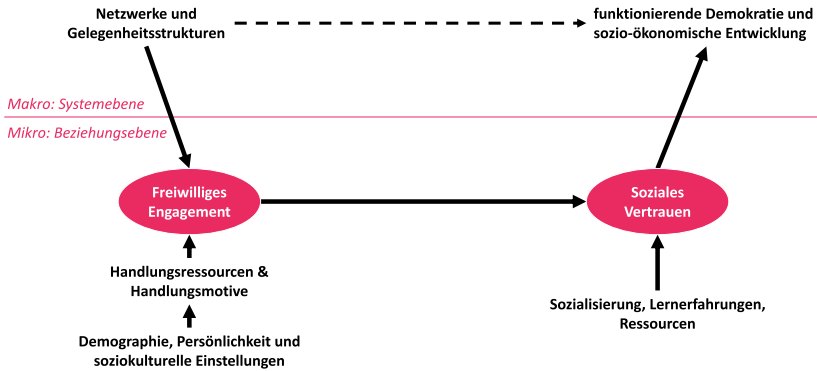 Netzwerke und
Gelegenheitsstrukturen
funktionierende Demokratie und
sozio-ökonomische Entwicklung
Makro: Systemebene
Mikro: Beziehungsebene
Freiwilliges
Engagement
Soziales
Vertrauen
Handlungsressourcen &
Handlungsmotive
Sozialisierung, Lernerfahrungen,
Ressourcen
Demographie, Persönlichkeit und
soziokulturelle Einstellungen